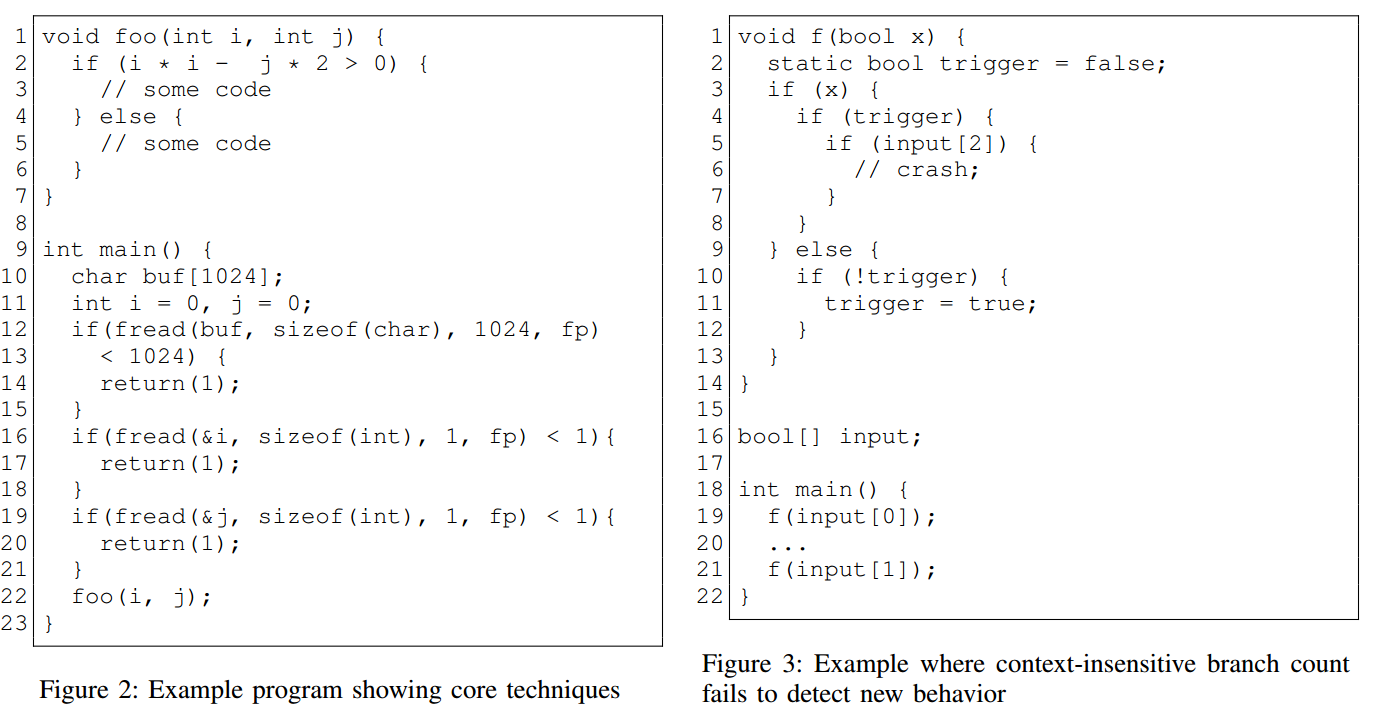 1 void foo(int i, int j) {
2   if (i * i -  j * 2 > 0) {
3     // some code
4   } else {
5     // some code
6   }
7 }
8
9 int main() {
10   char buf[1024];
11   int i = 0, j = 0;
12   if(fread(buf, sizeof(char), 1024, fp)
13     < 1024) {
14     return(1);
15   }
16   if(fread(&i, sizeof(int), 1, fp) < 1){
17     return(1);
18   }
19   if(fread(&j, sizeof(int), 1, fp) < 1){
20     return(1);
21   }
22   foo(i, j);
23 }
Figure 2: Example program showing core techniques
1 void f(bool x) {
2   static bool trigger = false;
3   if (x) {
4     if (trigger) {
5       if (input[2]) {
6         // crash;
7       }
8     }
9   } else {
10     if (!trigger) {
11       trigger = true;
12     }
13   }
14 }
15
16 bool[] input;
17
18 int main() {
19   f(input[0]);
20   ...
21   f(input[1]);
22 }
Figure 3: Example where context-insensitive branch count
fails to detect new behavior